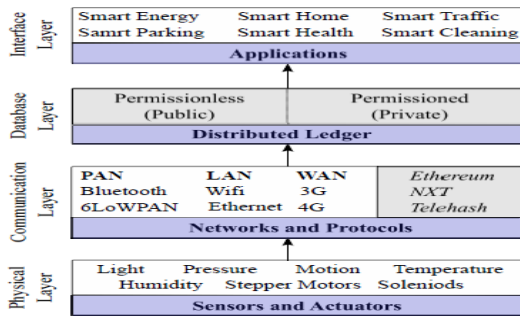 Interface Layer
Smart Energy Smart Home Smart Traffic
Samrt Parking Smart Health Smart Cleaning
Applications
Database Layer
Permissionless (Public)
Permissioned (Private)
Distributed Ledger
Communication Layer
PAN LAN WAN Ethereum
Bluetooth Wifi 3G NXT
6LoWPAN Ethernet 4G Telehash
Networks and Protocols
Physical Layer
Light Pressure Motion Temperature
Humidity Stepper Motors Soleniods
Sensors and Actuators